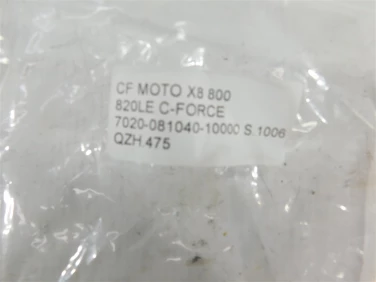 CF MOTO X8 800
820LE C-FORCE
7020-081040-10000 S.1006
QZH.475